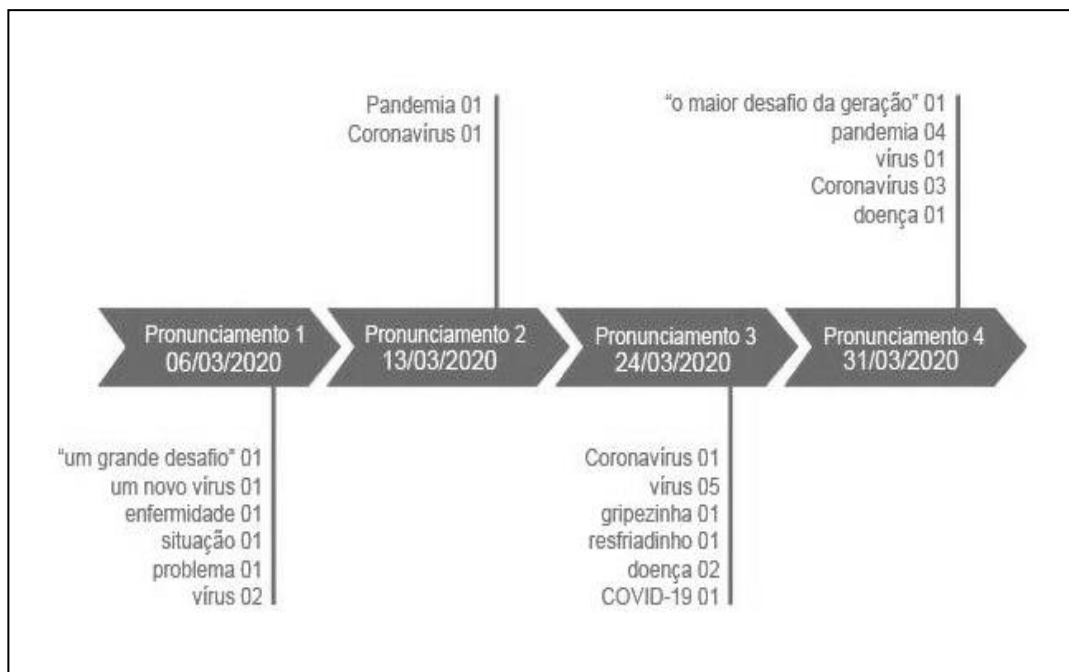 Pandemia 01
Coronavírus 01
“o maior desafio da geração” 01
pandemia 04
vírus 01
Coronavírus 03
doença 01
Pronunciamento 1
06/03/2020
Pronunciamento 2
13/03/2020
Pronunciamento 3
24/03/2020
Pronunciamento 4
31/03/2020
“um grande desafio” 01
um novo vírus 01
enfermidade 01
situação 01
problema 01
vírus 02
Coronavírus 01
vírus 05
gripezinha 01
resfriadinho 01
doença 02
COVID-19 01